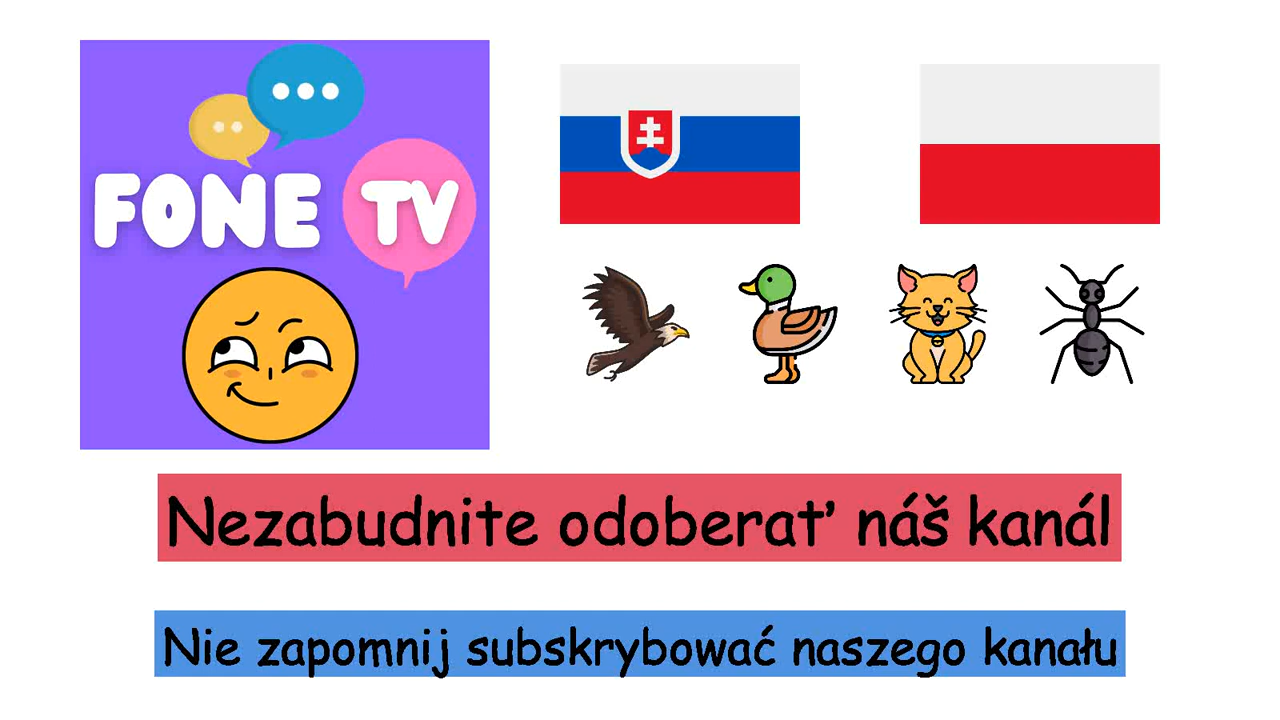 FONE TV
Nezabudnite odoberať náš kanál
Nie zapomnij subskrybować naszego kanału